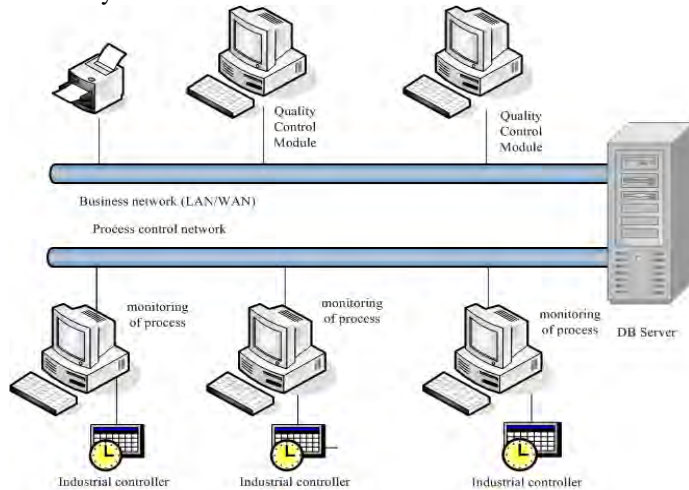 Quality
Control
Module
Quality
Control
Module
Business network (LAN/WAN)
Process control network
monitoring
of process
monitoring
of process
monitoring
of process
DB Server
Industrial controller
Industrial controller
Industrial controller